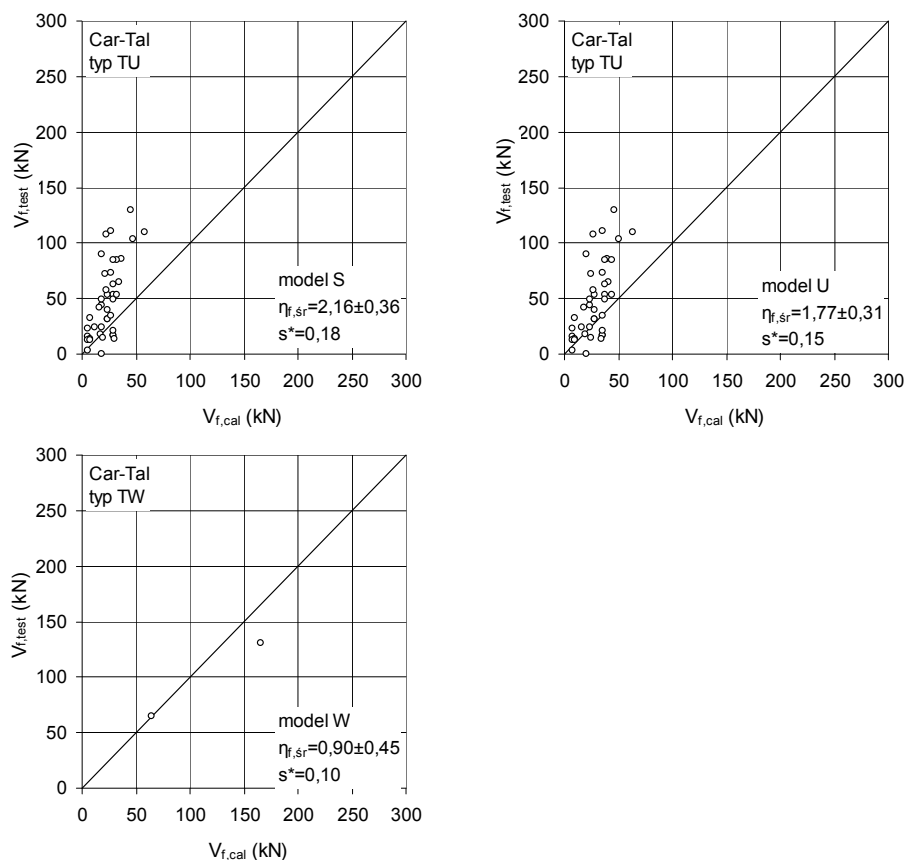 300
250
200
150
100
50
0
V_f,test (kN)
Car-Tal
typ TU
model S
η_f,śr=2,16±0,36
s*=0,18
0 50 100 150 200 250 300
V_f,cal (kN)
300
250
200
150
100
50
0
V_f,test (kN)
Car-Tal
typ TU
model U
η_f,śr=1,77±0,31
s*=0,15
0 50 100 150 200 250 300
V_f,cal (kN)
300
250
200
150
100
50
0
V_f,test (kN)
Car-Tal
typ TW
model W
η_f,śr=0,90±0,45
s*=0,10
0 50 100 150 200 250 300
V_f,cal (kN)